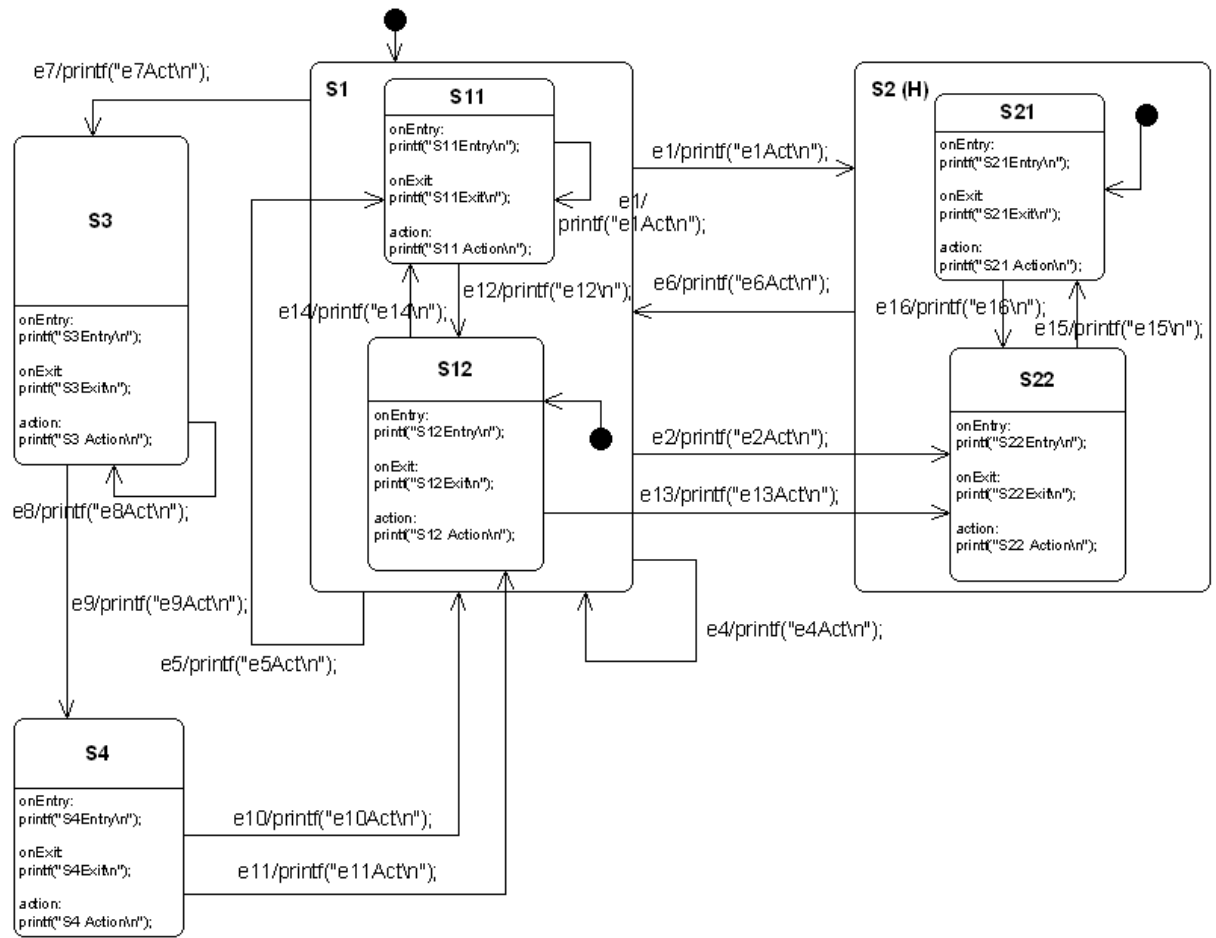 e7/printf("e7Act\n");
S3
onEntry:
printf("S3Entry\n");
onExit
printf("S3Exit\n");
action:
printf("S3 Action\n");
e8/printf("e8Act\n");
e9/printf("e9Act\n");
S4
onEntry:
printf("S4Entry\n");
onExit
printf("S4Exit\n");
action:
printf("S4 Action\n");
S1
S11
onEntry:
printf("S11Entry\n");
onExit
printf("S11Exit\n");
action:
printf("S11 Action\n");
e1/
printf("e1Act\n");
e14/printf("e14\n");
e12/printf("e12\n");
S12
onEntry:
printf("S12Entry\n");
onExit:
printf("S12Exit\n");
action:
printf("S12 Action\n");
e5/printf("e5Act\n");
e10/printf("e10Act\n");
e11/printf("e11Act\n");
e1/printf("e1Act\n");
e6/printf("e6Act\n");
e2/printf("e2Act\n");
e13/printf("e13Act\n");
e4/printf("e4Act\n");
S2 (H)
S21
onEntry:
printf("S21Entry\n");
onExit
printf("S21Exit\n");
action:
printf("S21 Action\n");
e16/printf("e16\n");
e15/printf("e15\n");
S22
onEntry:
printf("S22Entry\n");
onExit:
printf("S22Exit\n");
action:
printf("S22 Action\n");